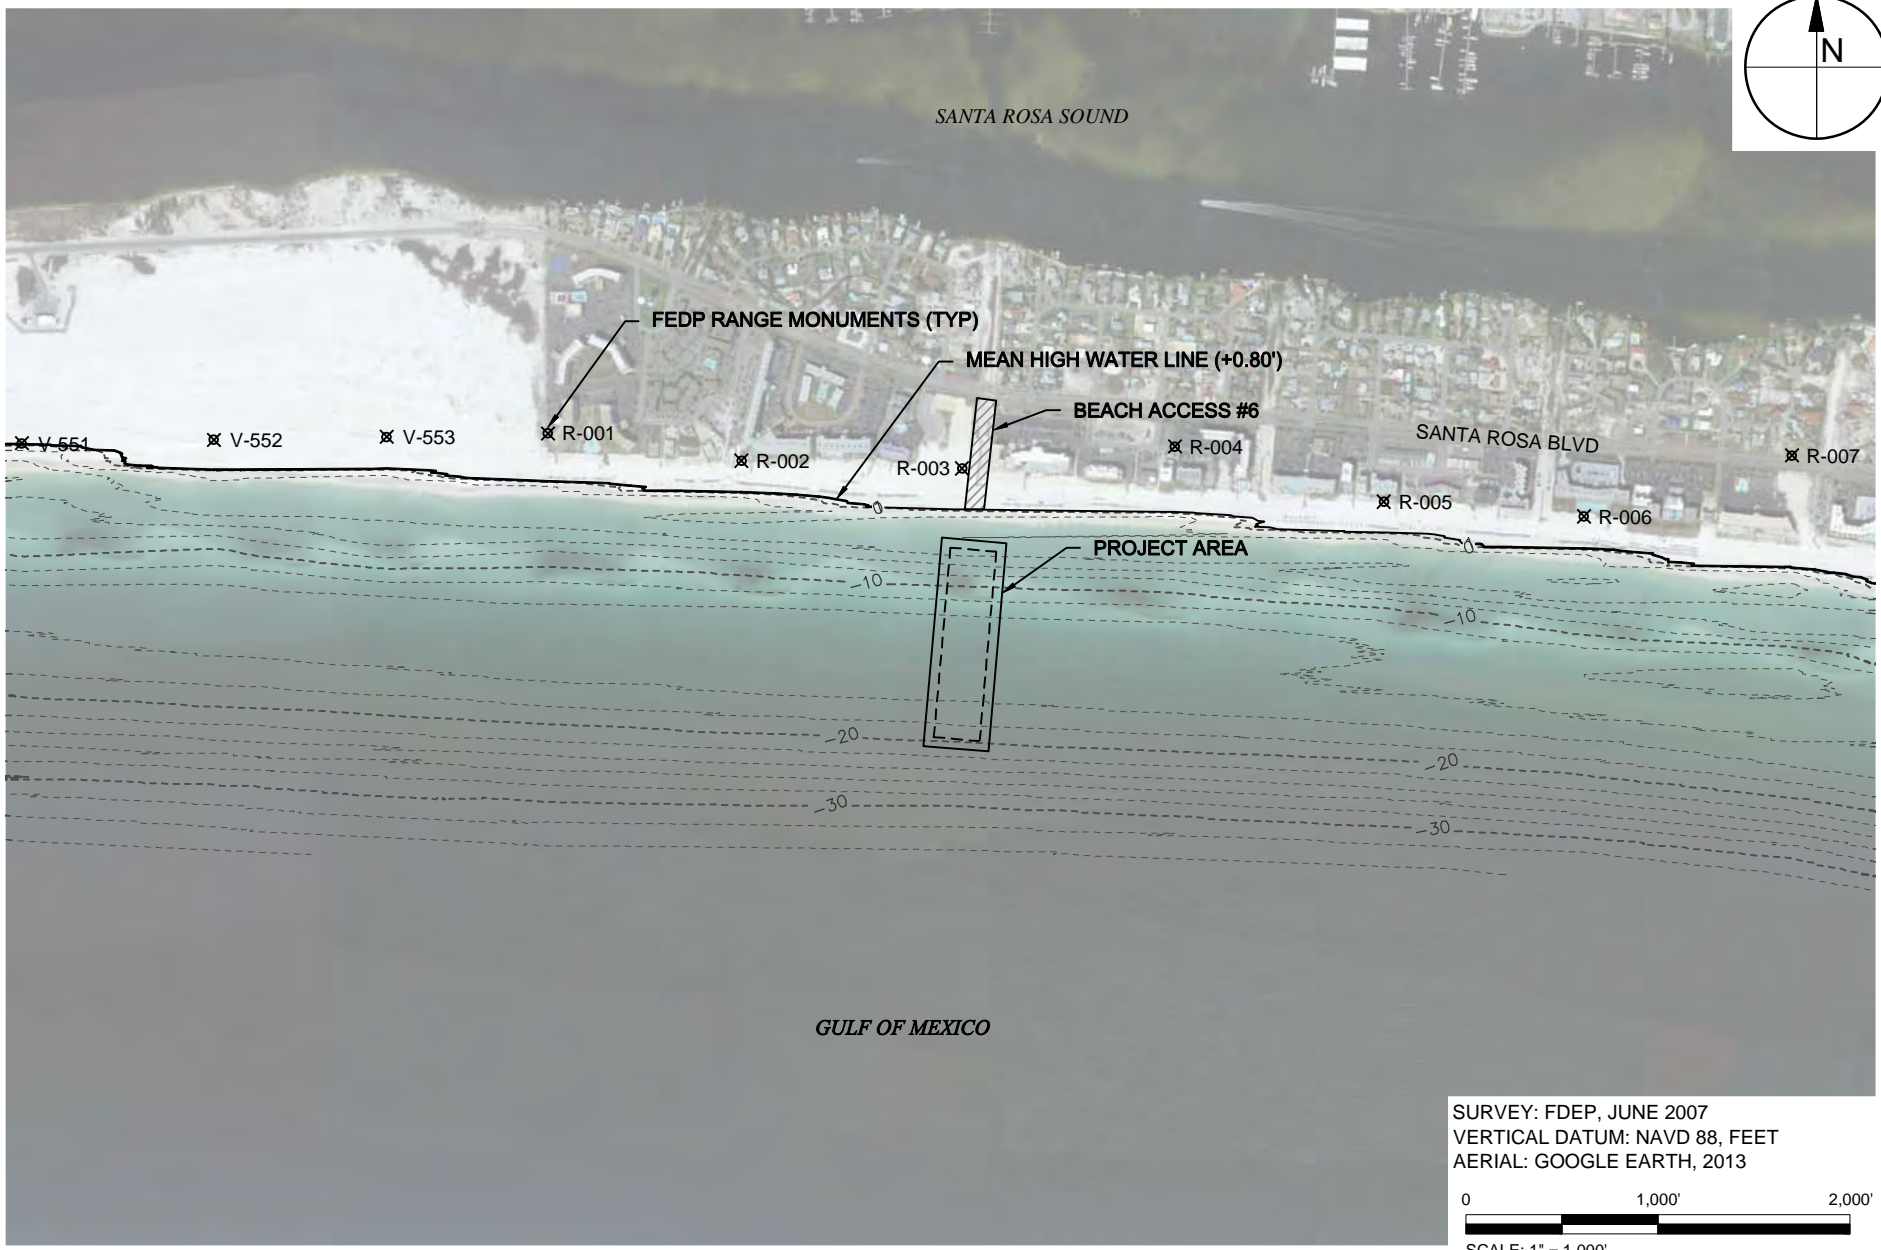 N
SANTA ROSA SOUND
FEDP RANGE MONUMENTS (TYP)
MEAN HIGH WATER LINE (+0.80')
BEACH ACCESS #6
SANTA ROSA BLVD
V-551
V-552
V-553
R-001
R-002
R-003
R-004
R-005
R-006
R-007
0
0
PROJECT AREA
-10
-10
-20
-20
-30
-30
GULF OF MEXICO
SURVEY: FDEP, JUNE 2007
VERTICAL DATUM: NAVD 88, FEET
AERIAL: GOOGLE EARTH, 2013
0 1,000' 2,000'
SCALE: 1" = 1,000'